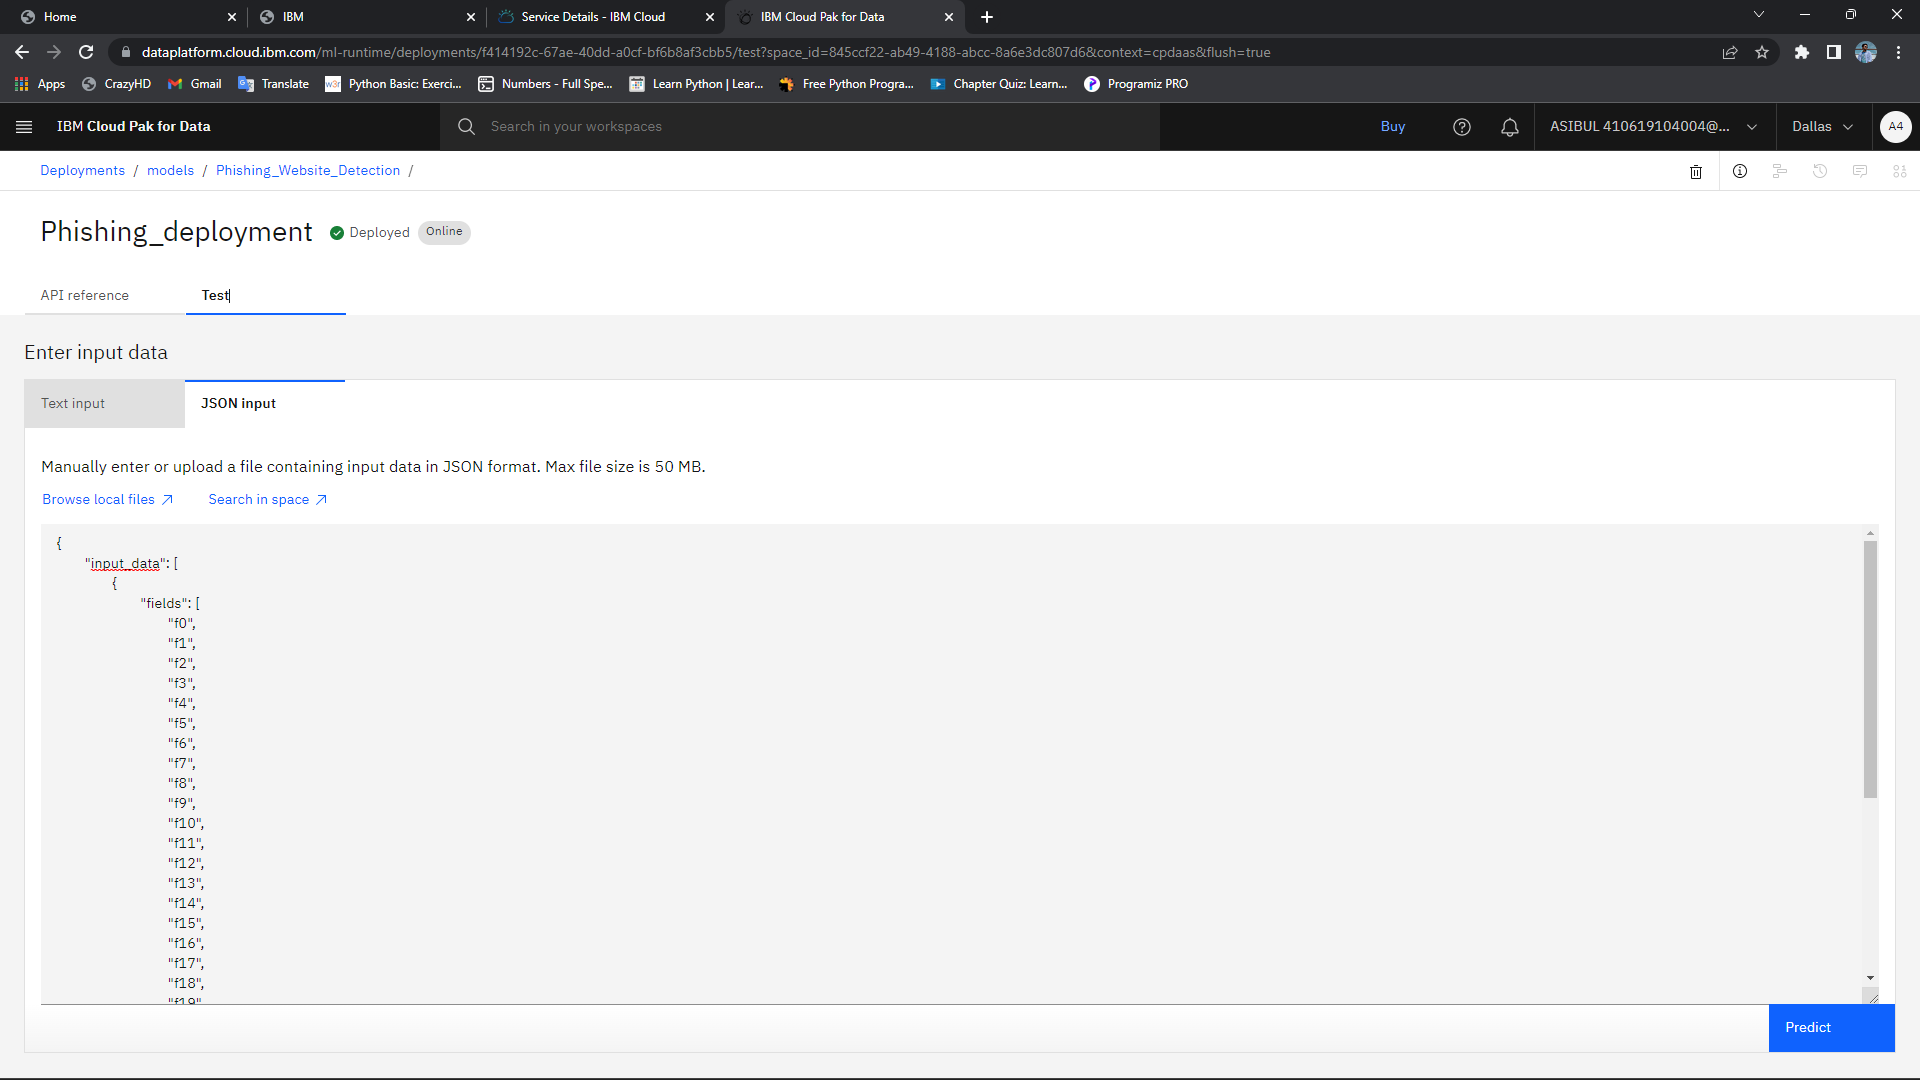 Home
IBM
Service Details - IBM Cloud
IBM Cloud Pak for Data
dataplatform.cloud.ibm.com/ml-runtime/deployments/f414192c-67ae-40dd-a0cf-bf6b8af3cbb5/test?space_id=845ccf22-ab49-4188-abcc-8a6e3dc807d6&context=cpdaas&flush=true
Apps
CrazyHD
Gmail
Translate
Python Basic: Exerci...
Numbers - Full Spe...
Learn Python | Lear...
Free Python Progra...
Chapter Quiz: Learn...
Programiz PRO
IBM Cloud Pak for Data
Search in your workspaces
Buy
ASIBUL 410619104004@...
Dallas
A4
Deployments / models / Phishing_Website_Detection /
Phishing_deployment
Deployed
Online
API reference
Test
Enter input data
Text input
JSON input
Manually enter or upload a file containing input data in JSON format. Max file size is 50 MB.
Browse local files
Search in space
{
"input_data": [
{
"fields": [
"f0",
"f1",
"f2",
"f3",
"f4",
"f5",
"f6",
"f7",
"f8",
"f9",
"f10",
"f11",
"f12",
"f13",
"f14",
"f15",
"f16",
"f17",
"f18",
"f19"
Predict